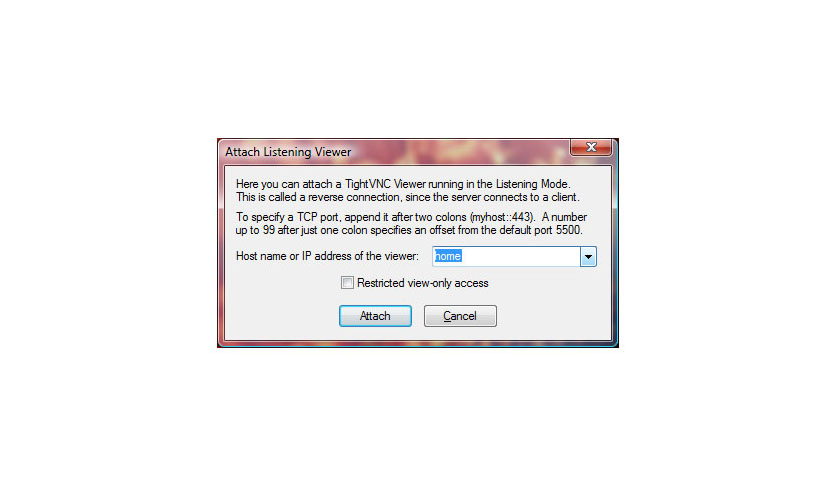 Attach Listening Viewer
Here you can attach a TightVNC Viewer running in the Listening Mode.
This is called a reverse connection, since the server connects to a client.
To specify a TCP port, append it after two colons (myhost::443). A number
up to 99 after just one colon specifies an offset from the default port 5500.
Host name or IP address of the viewer: home
Restricted view-only access
Attach Cancel